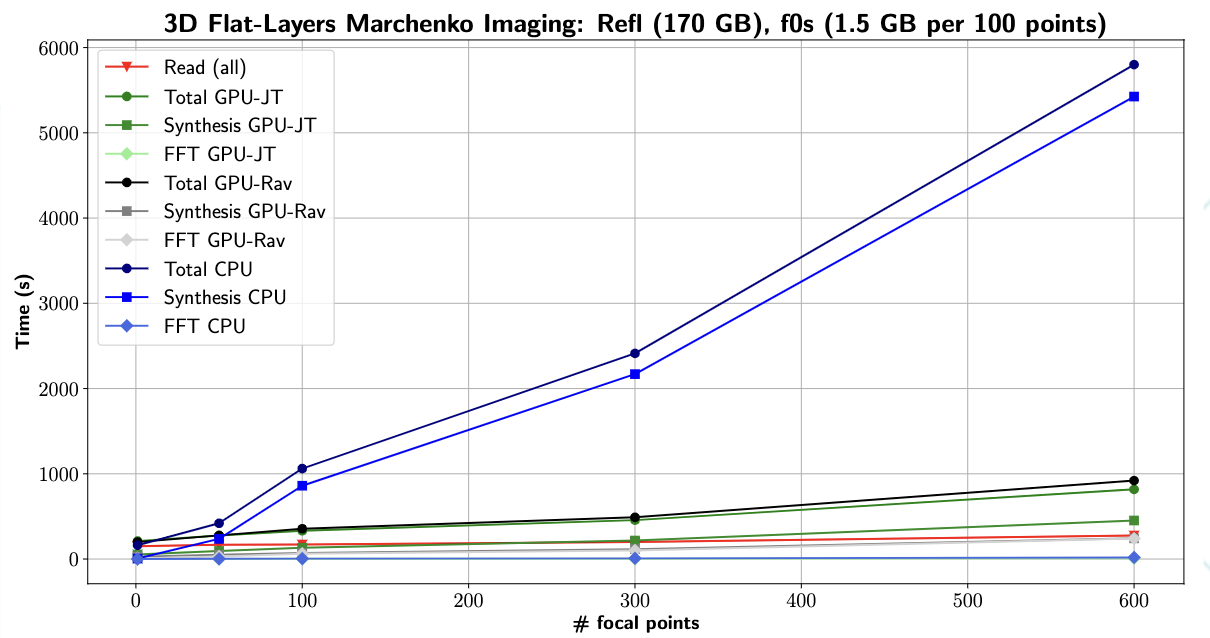 3D Flat-Layers Marchenko Imaging: Refl (170 GB), f0s (1.5 GB per 100 points)
6000
5000
4000
3000
2000
1000
0
Time (s)
Read (all)
Total GPU-JT
Synthesis GPU-JT
FFT GPU-JT
Total GPU-Rav
Synthesis GPU-Rav
FFT GPU-Rav
Total CPU
Synthesis CPU
FFT CPU
0 100 200 300 400 500 600
# focal points